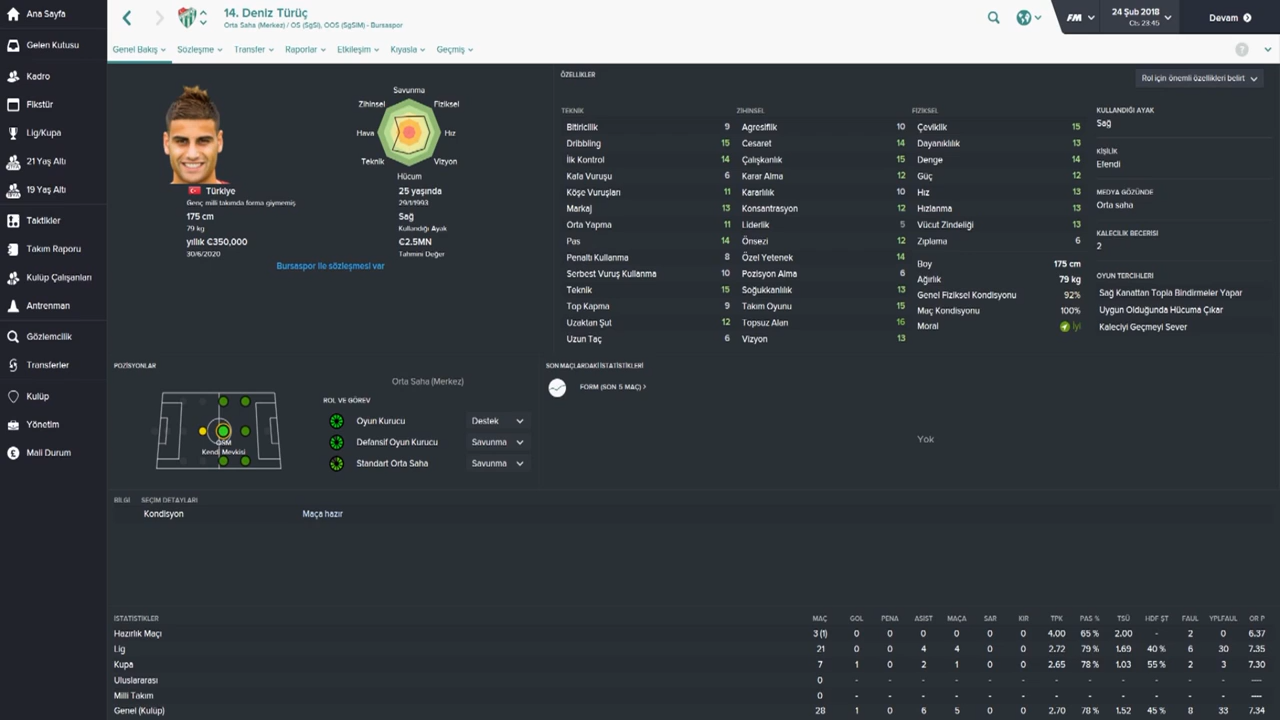 Ana Sayfa
Gelen Kutusu
Kadro
Fikstür
Lig/Kupa
21 Yaş Altı
19 Yaş Altı
Taktikler
Takım Raporu
Kulüp Çalışanları
Antrenman
Gözlemcilik
Transferler
Kulüp
Yönetim
Mali Durum
14. Deniz Türüç
Orta Saha (Merkez) / OS (SğSl), OOS (SğSlM) - Bursaspor
FM
24 Şub 2018
Cts 23:45
Devam
Genel Bakış
Sözleşme
Transfer
Raporlar
Etkileşim
Kıyasla
Geçmiş
?
Savunma
Zihinsel
Fiziksel
Hava
Hız
Teknik
Vizyon
Hücum
Türkiye
Genç milli takımda forma giymemiş
175 cm
79 kg
yıllık €350,000
30/6/2020
25 yaşında
29/1/1993
Sağ
Kullandığı Ayak
€2.5MN
Tahmini Değer
Bursaspor ile sözleşmesi var
ÖZELLİKLER
Rol için önemli özellikleri belirt
TEKNİK
Bitiricilik 9
Dribbling 15
İlk Kontrol 14
Kafa Vuruşu 6
Köşe Vuruşları 11
Markaj 13
Orta Yapma 11
Pas 14
Penaltı Kullanma 8
Serbest Vuruş Kullanma 10
Teknik 15
Top Kapma 9
Uzaktan Şut 12
Uzun Taç 6
ZİHİNSEL
Agresiflik 10
Cesaret 14
Çalışkanlık 15
Karar Alma 12
Kararlılık 10
Konsantrasyon 12
Liderlik 5
Önsezi 12
Özel Yetenek 14
Pozisyon Alma 6
Soğukkanlılık 13
Takım Oyunu 15
Topsuz Alan 16
Vizyon 13
FİZİKSEL
Çeviklik 15
Dayanıklılık 13
Denge 14
Güç 12
Hız 13
Hızlanma 13
Vücut Zindeliği 13
Zıplama 6
Boy 175 cm
Ağırlık 79 kg
Genel Fiziksel Kondisyonu 92%
Maç Kondisyonu 100%
Moral İyi
KULLANDIĞI AYAK
Sağ
KİŞİLİK
Efendi
MEDYA GÖZÜNDE
Orta saha
KALECİLİK BECERİSİ
2
OYUN TERCİHLERİ
Sağ Kanattan Topla Bindirmeler Yapar
Uygun Olduğunda Hücuma Çıkar
Kaleciyi Geçmeyi Sever
POZİSYONLAR
Kendi Mevkisi
Orta Saha (Merkez)
ROL VE GÖREV
Oyun Kurucu Destek
Defansif Oyun Kurucu Savunma
Standart Orta Saha Savunma
SON MAÇLARDAKİ İSTATİSTİKLERİ
FORM (SON 5 MAÇ) >
Yok
BİLGİ SEÇİM DETAYLARI
Kondisyon Maça hazır
İSTATİSTİKLER MAÇ GOL PENA ASİST MAÇA SAR KIR TPK PAS % TSÜ HDF ŞT FAUL YPLFAUL OR P
Hazırlık Maçı 3 (1) 0 0 0 0 0 0 4.00 65 % 2.00 - 2 0 6.37
Lig 21 0 0 4 4 0 0 2.72 79 % 1.69 40 % 6 30 7.35
Kupa 7 1 0 2 1 0 0 2.65 78 % 1.03 55 % 2 3 7.30
Uluslararası 0 - - - - - - - - - - - - ----
Milli Takım 0 - - - - - - - - - - - - ----
Genel (Kulüp) 28 1 0 6 5 0 0 2.70 78 % 1.52 45 % 8 33 7.34